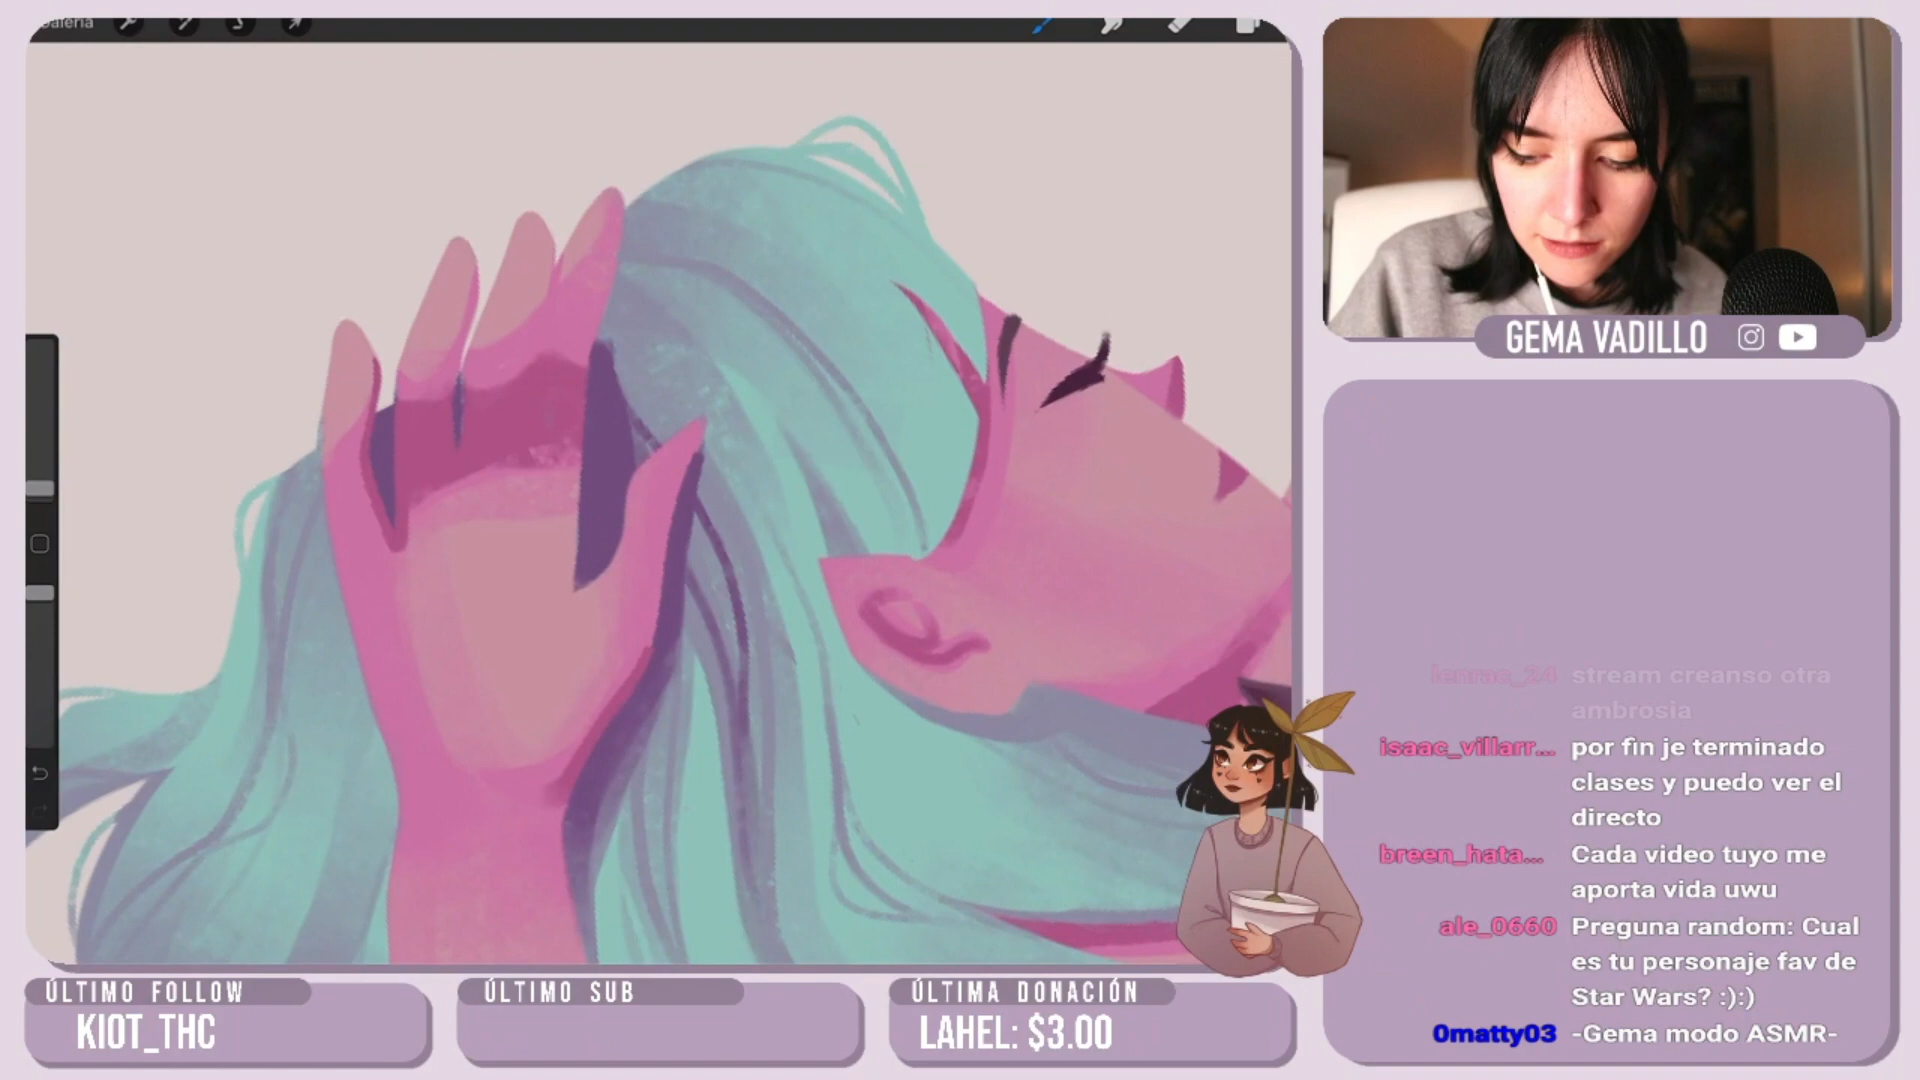 GEMA VADILLO
stream creanso otra
ambrosia
isaac_villarr... por fin je terminado
clases y puedo ver el
directo
breen_hata... Cada video tuyo me
aporta vida uwu
ale_0660 Preguna random: Cual
es tu personaje fav de
Star Wars? :):)
0matty03 -Gema modo ASMR-
ÚLTIMO FOLLOW
KIOT_THC
ÚLTIMO SUB
ÚLTIMA DONACIÓN
LAHEL: $3.00